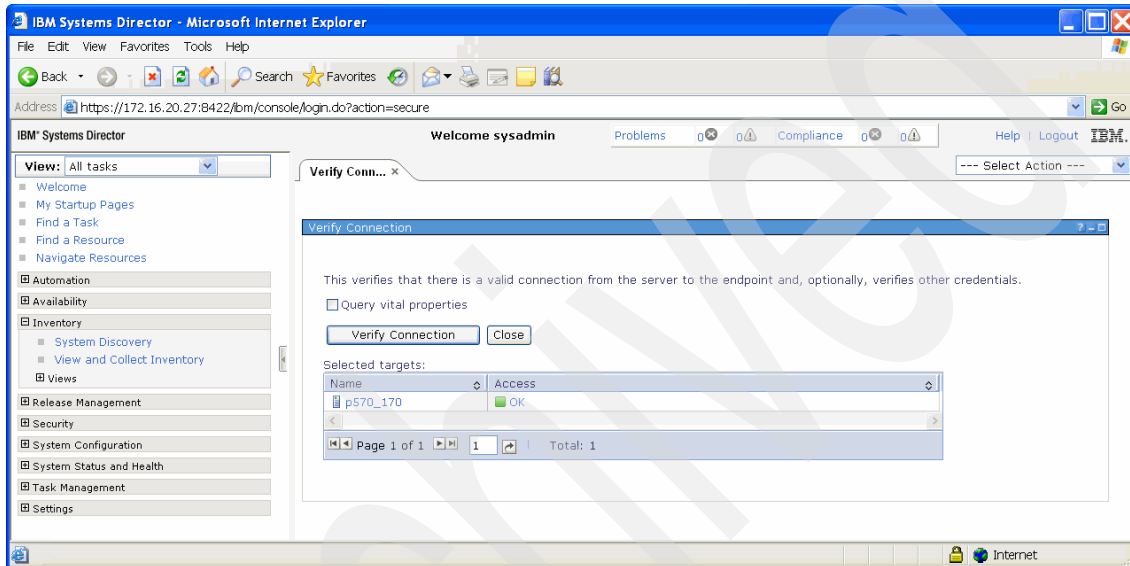 IBM Systems Director - Microsoft Internet Explorer
File Edit View Favorites Tools Help
Back Search Favorites
Address https://172.16.20.27:8422/ibm/console/login.do?action=secure Go
IBM® Systems Director Welcome sysadmin Problems 0 0 Compliance 0 0 Help Logout IBM.
View: All tasks
Verify Conn... ×
--- Select Action ---
Welcome
My Startup Pages
Find a Task
Find a Resource
Navigate Resources
Automation
Availability
Inventory
System Discovery
View and Collect Inventory
Views
Release Management
Security
System Configuration
System Status and Health
Task Management
Settings
Verify Connection
This verifies that there is a valid connection from the server to the endpoint and, optionally, verifies other credentials.
Query vital properties
Verify Connection Close
Selected targets:
Name Access
p570_170 OK
Page 1 of 1 1 Total: 1
Internet